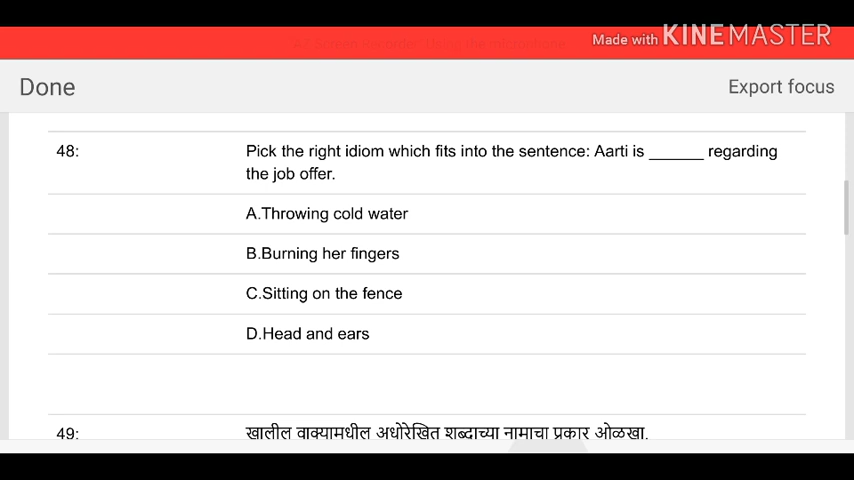 Made with KINEMASTER
Done
Export focus
48:
Pick the right idiom which fits into the sentence: Aarti is ______ regarding
the job offer.
A.Throwing cold water
B.Burning her fingers
C.Sitting on the fence
D.Head and ears
49:
खालील वाक्यामधील अधोरेखित शब्दाच्या नामाचा प्रकार ओळखा.